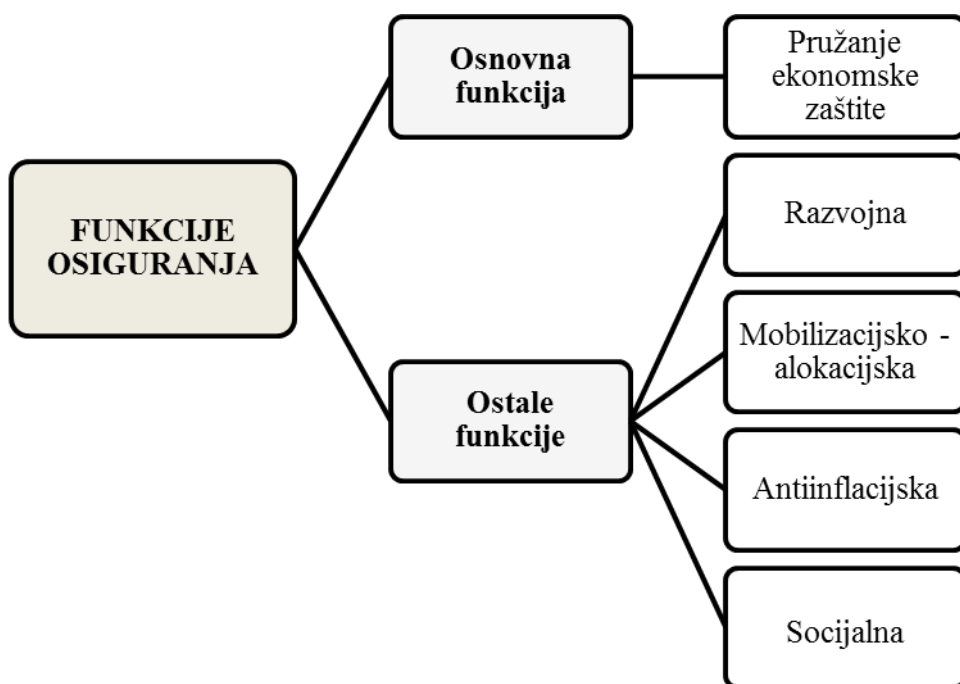 FUNKCIJE
OSIGURANJA
Osnovna
funkcija
Pružanje
ekonomske
zaštite
Ostale
funkcije
Razvojna
Mobilizacijsko -
alokacijska
Antiinflacijska
Socijalna